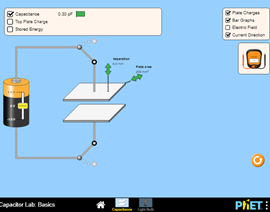 Capacitance 0.30 pF
Top Plate Charge
Stored Energy
Plate Charges
Bar Graphs
Electric Field
Current Direction
Separation
Plate Area
Capacitor Lab: Basics
Capacitance
Light Bulb
PhET